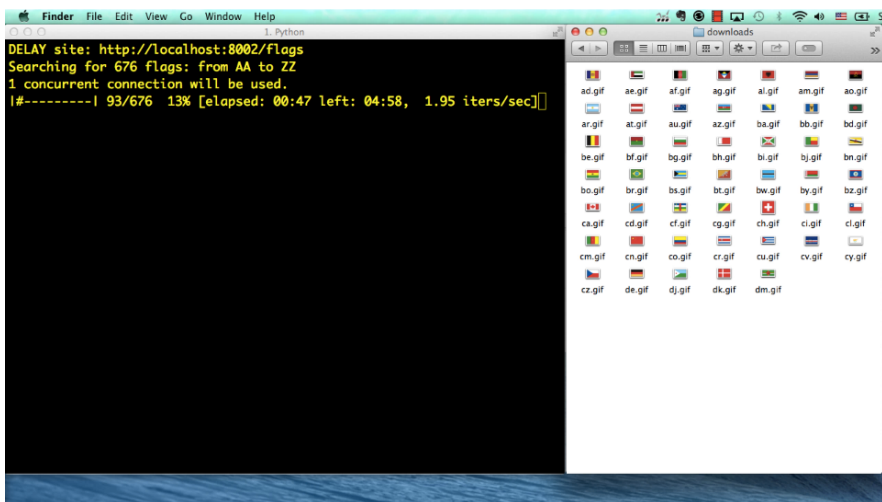 Finder File Edit View Go Window Help
1. Python
DELAY site: http://localhost:8002/flags
Searching for 676 flags: from AA to ZZ
1 concurrent connection will be used.
|#---------| 93/676 13% [elapsed: 00:47 left: 04:58, 1.95 iters/sec]
downloads
ad.gif ae.gif af.gif ag.gif al.gif am.gif ao.gif
ar.gif at.gif au.gif az.gif ba.gif bb.gif bd.gif
be.gif bf.gif bg.gif bh.gif bi.gif bj.gif bn.gif
bo.gif br.gif bs.gif bt.gif bw.gif by.gif bz.gif
ca.gif cd.gif cf.gif cg.gif ch.gif ci.gif cl.gif
cm.gif cn.gif co.gif cr.gif cu.gif cv.gif cy.gif
cz.gif de.gif dj.gif dk.gif dm.gif